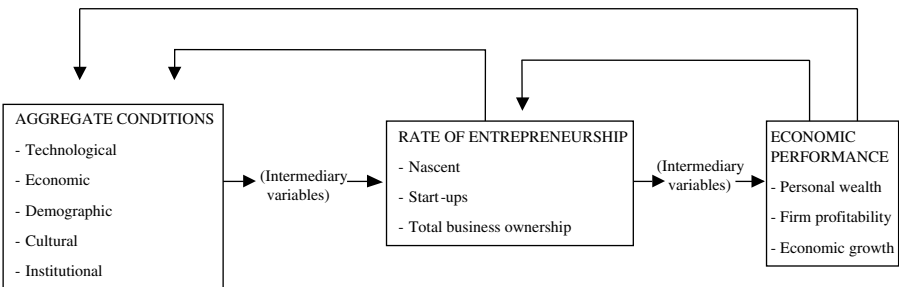 AGGREGATE CONDITIONS
- Technological
- Economic
- Demographic
- Cultural
- Institutional
(Intermediary
variables)
RATE OF ENTREPRENEURSHIP
- Nascent
- Start-ups
- Total business ownership
(Intermediary
variables)
ECONOMIC
PERFORMANCE
- Personal wealth
- Firm profitability
- Economic growth